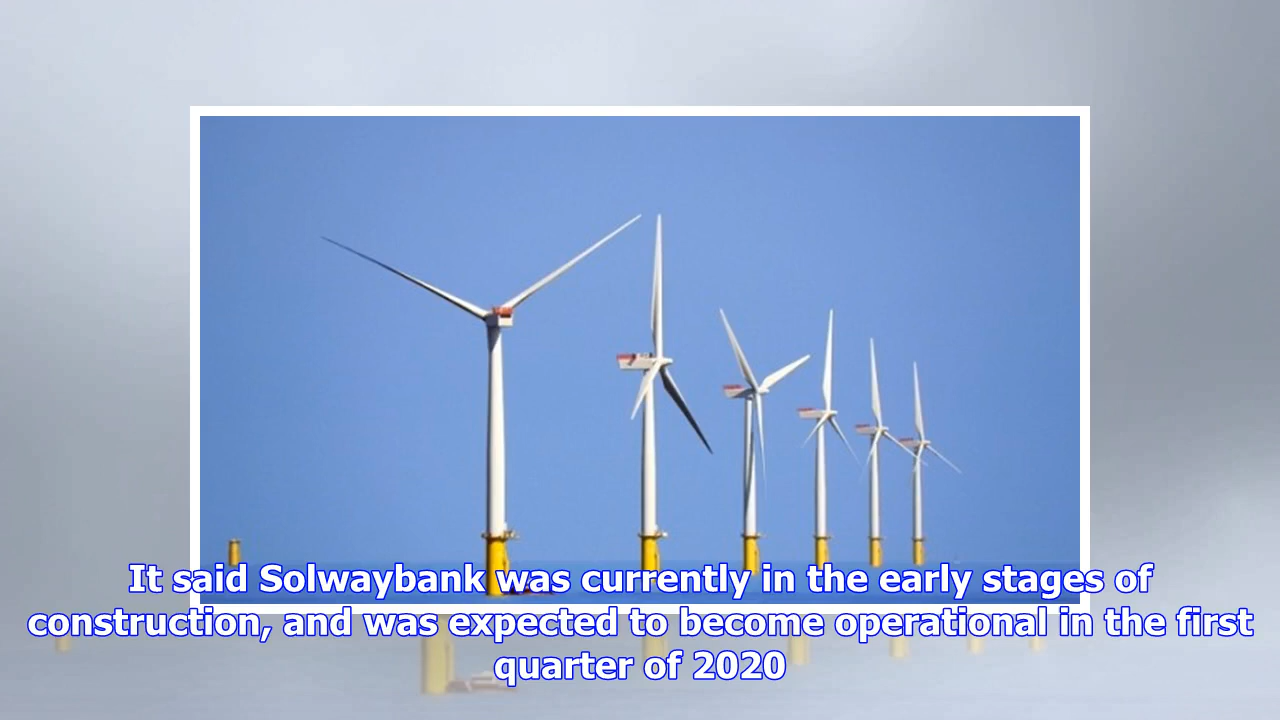 It said Solwaybank was currently in the early stages of
construction, and was expected to become operational in the first
quarter of 2020